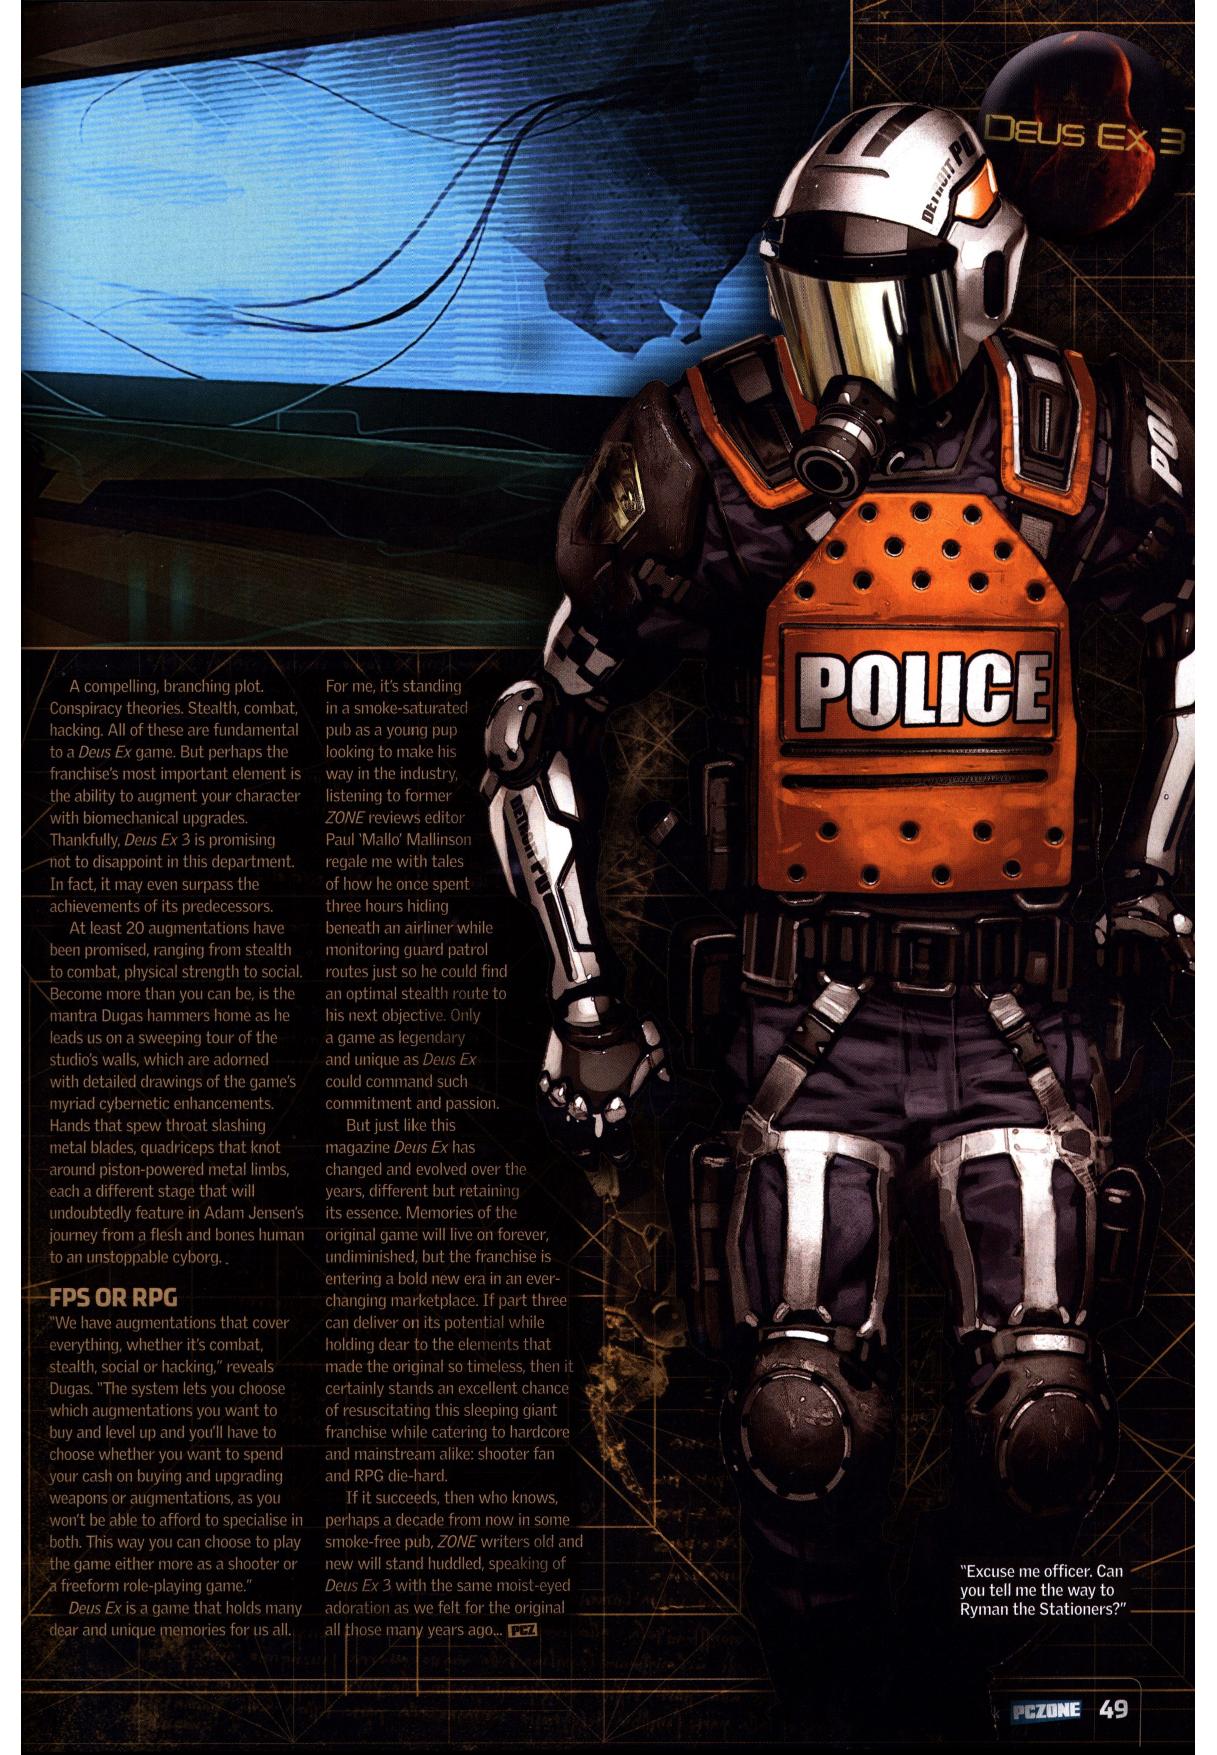 DEUS EX 3
DETROIT PO
POL
POLICE
DETROIT PO
A compelling, branching plot.
Conspiracy theories. Stealth, combat,
hacking. All of these are fundamental
to a Deus Ex game. But perhaps the
franchise's most important element is
the ability to augment your character
with biomechanical upgrades.
Thankfully, Deus Ex 3 is promising
not to disappoint in this department.
In fact, it may even surpass the
achievements of its predecessors.
At least 20 augmentations have
been promised, ranging from stealth
to combat, physical strength to social.
Become more than you can be, is the
mantra Dugas hammers home as he
leads us on a sweeping tour of the
studio's walls, which are adorned
with detailed drawings of the game's
myriad cybernetic enhancements.
Hands that spew throat slashing
metal blades, quadriceps that knot
around piston-powered metal limbs,
each a different stage that will
undoubtedly feature in Adam Jensen's
journey from a flesh and bones human
to an unstoppable cyborg.
FPS OR RPG
"We have augmentations that cover
everything, whether it's combat,
stealth, social or hacking," reveals
Dugas. "The system lets you choose
which augmentations you want to
buy and level up and you'll have to
choose whether you want to spend
your cash on buying and upgrading
weapons or augmentations, as you
won't be able to afford to specialise in
both. This way you can choose to play
the game either more as a shooter or
a freeform role-playing game."
Deus Ex is a game that holds many
dear and unique memories for us all.
For me, it's standing
in a smoke-saturated
pub as a young pup
looking to make his
way in the industry,
listening to former
ZONE reviews editor
Paul 'Mallo' Mallinson
regale me with tales
of how he once spent
three hours hiding
beneath an airliner while
monitoring guard patrol
routes just so he could find
an optimal stealth route to
his next objective. Only
a game as legendary
and unique as Deus Ex
could command such
commitment and passion.
But just like this
magazine Deus Ex has
changed and evolved over the
years, different but retaining
its essence. Memories of the
original game will live on forever,
undiminished, but the franchise is
entering a bold new era in an ever-
changing marketplace. If part three
can deliver on its potential while
holding dear to the elements that
made the original so timeless, then it
certainly stands an excellent chance
of resuscitating this sleeping giant
franchise while catering to hardcore
and mainstream alike: shooter fan
and RPG die-hard.
If it succeeds, then who knows,
perhaps a decade from now in some
smoke-free pub, ZONE writers old and
new will stand huddled, speaking of
Deus Ex 3 with the same moist-eyed
adoration as we felt for the original
all those many years ago... PCZ
"Excuse me officer. Can
you tell me the way to
Ryman the Stationers?"
PCZONE 49